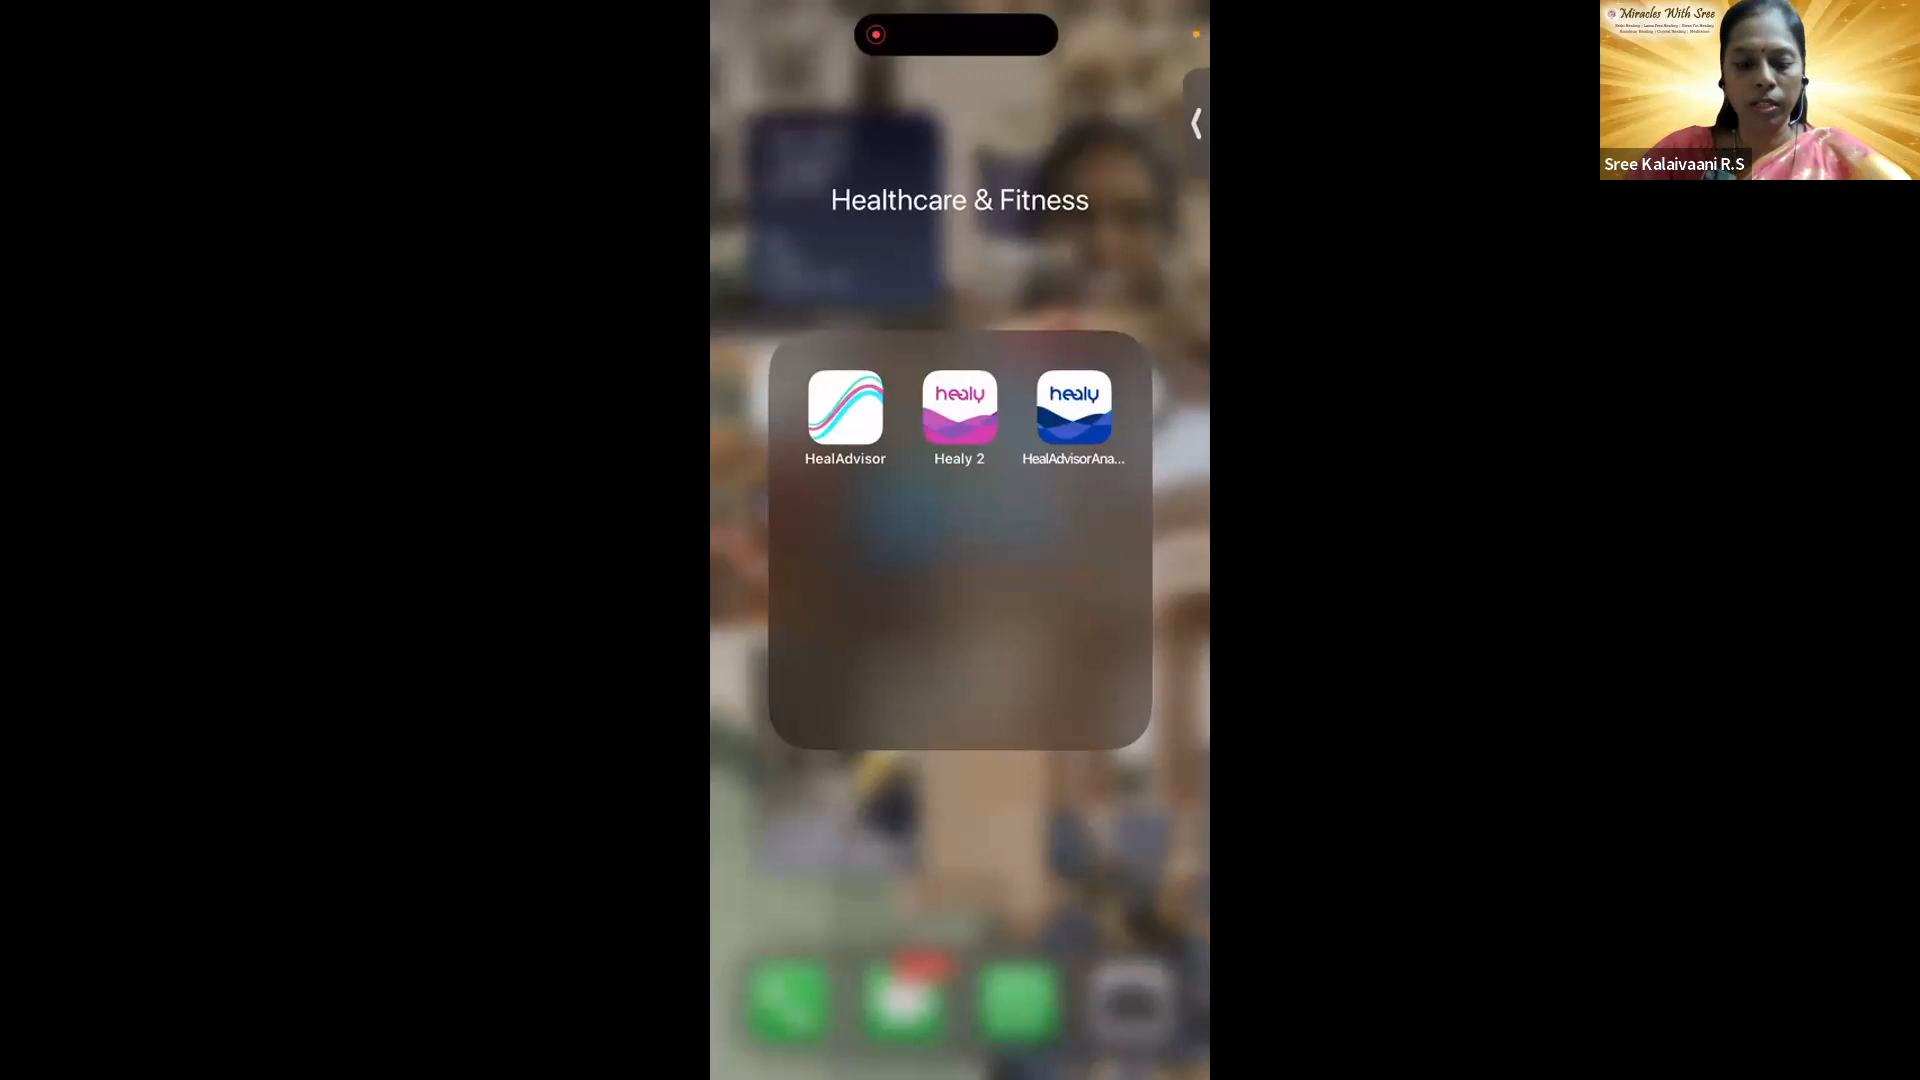 Healthcare & Fitness
healy
healy
HealAdvisor
Healy 2
HealAdvisorAna...
Miracles With Sree
Sree Kalaivaani R.S